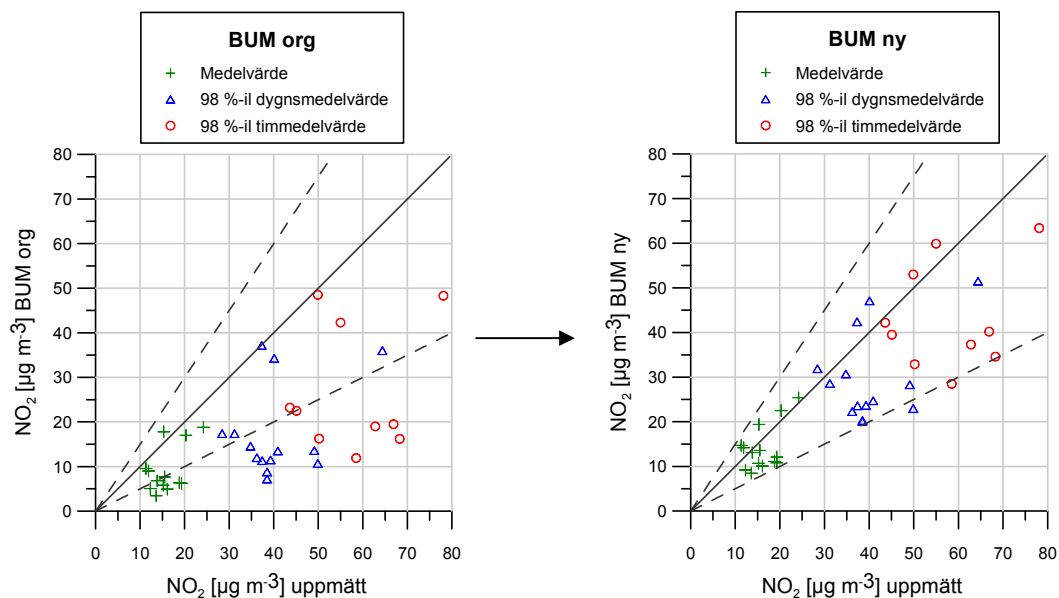 BUM org
Medelvärde
98 %-il dygnsmedelvärde
98 %-il timmedelvärde
80
70
60
50
40
30
20
10
0
NO2 [µg m-3] BUM org
0 10 20 30 40 50 60 70 80
NO2 [µg m-3] uppmätt
BUM ny
Medelvärde
98 %-il dygnsmedelvärde
98 %-il timmedelvärde
80
70
60
50
40
30
20
10
0
NO2 [µg m-3] BUM ny
0 10 20 30 40 50 60 70 80
NO2 [µg m-3] uppmätt